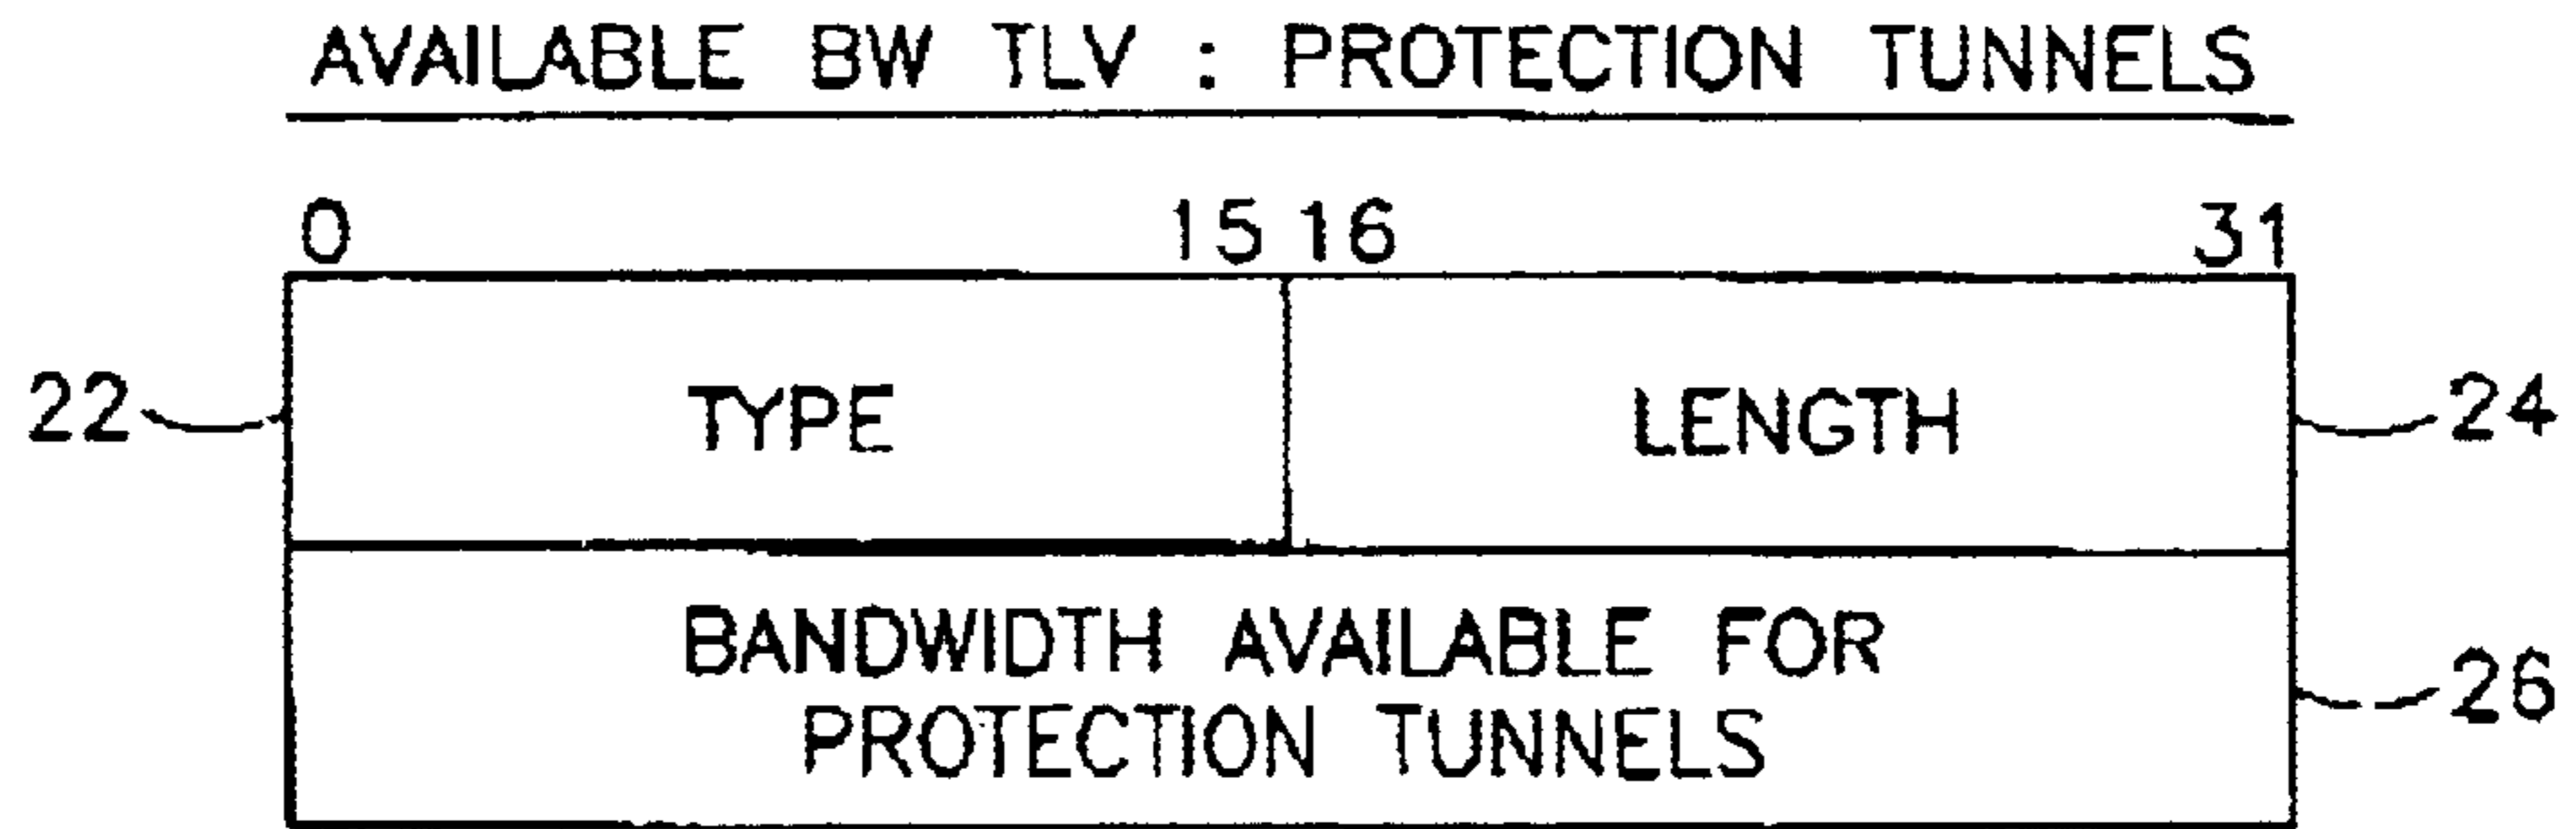 AVAILABLE BW TLV : PROTECTION TUNNELS
0 15 16 31
22 TYPE LENGTH 24
BANDWIDTH AVAILABLE FOR
PROTECTION TUNNELS 26